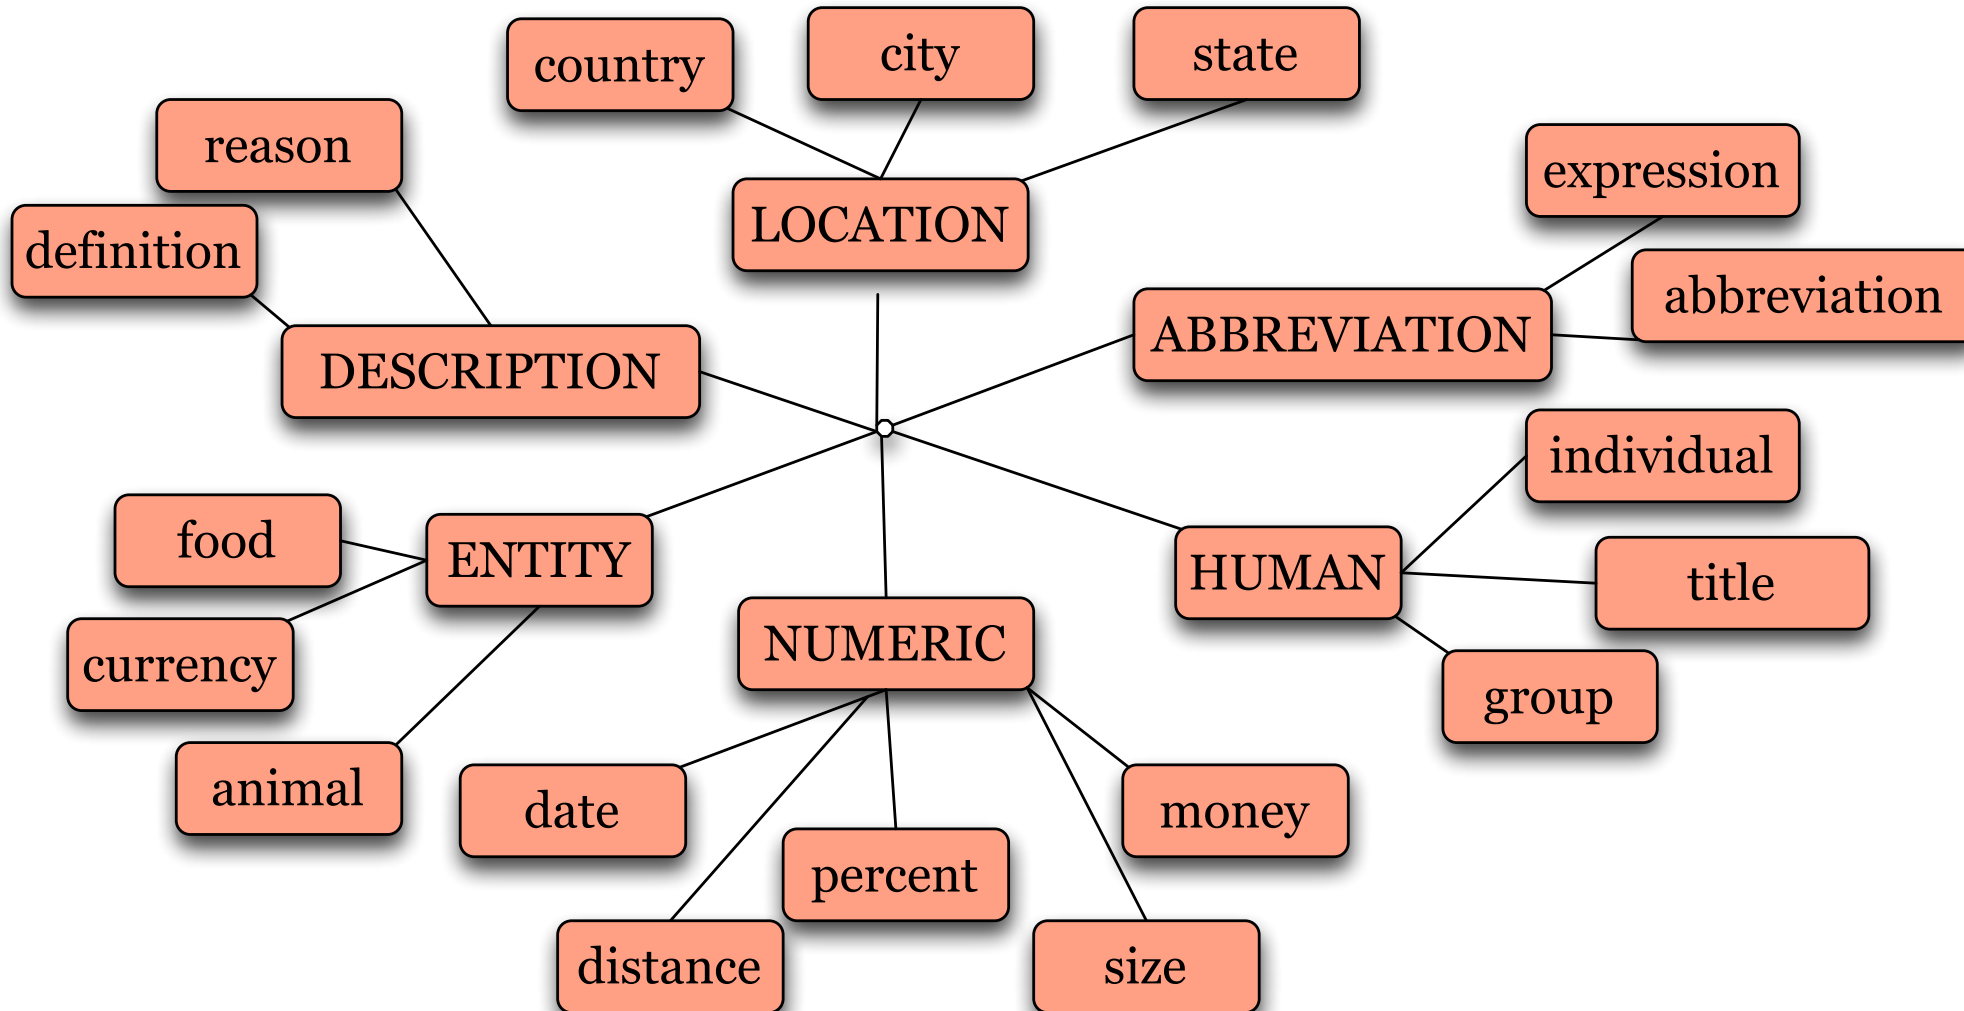 country
city
state
reason
expression
definition
LOCATION
abbreviation
ABBREVIATION
DESCRIPTION
individual
food
ENTITY
HUMAN
title
NUMERIC
currency
group
animal
date
money
percent
distance
size